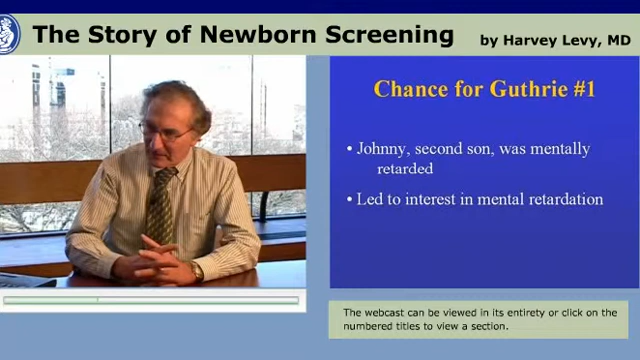 The Story of Newborn Screening by Harvey Levy, MD
Chance for Guthrie #1
• Johnny, second son, was mentally
retarded
• Led to interest in mental retardation
The webcast can be viewed in its entirety or click on the
numbered titles to view a section.